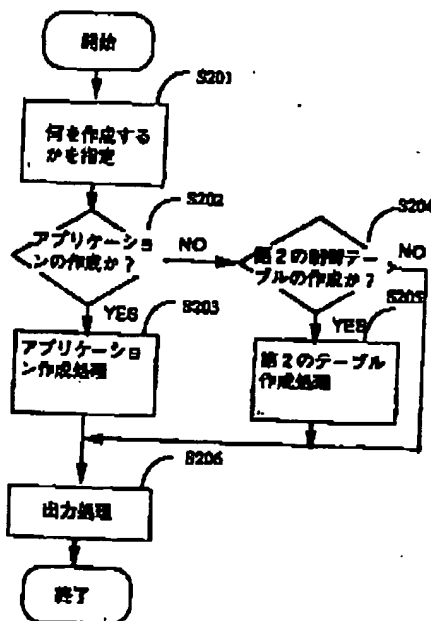 開始
S201
何を作成する
かを指定
S202
アプリケーショ
ンの作成か?
NO
S204
第2の制御テー
ブルの作成か?
NO
YES
S203
アプリケーショ
ン作成処理
YES
S205
第2のテーブル
作成処理
S206
出力処理
終了